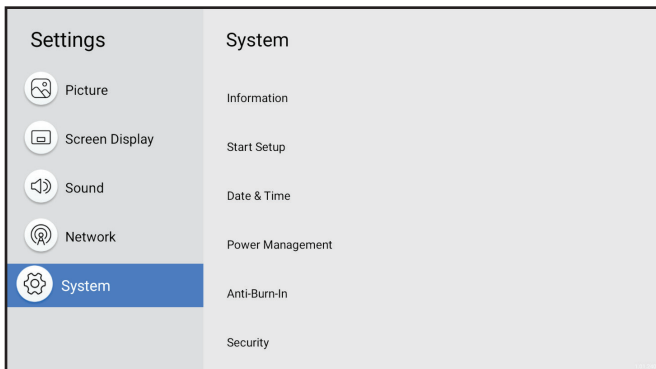 Settings
Picture
Screen Display
Sound
Network
System
System
Information
Start Setup
Date & Time
Power Management
Anti-Burn-In
Security